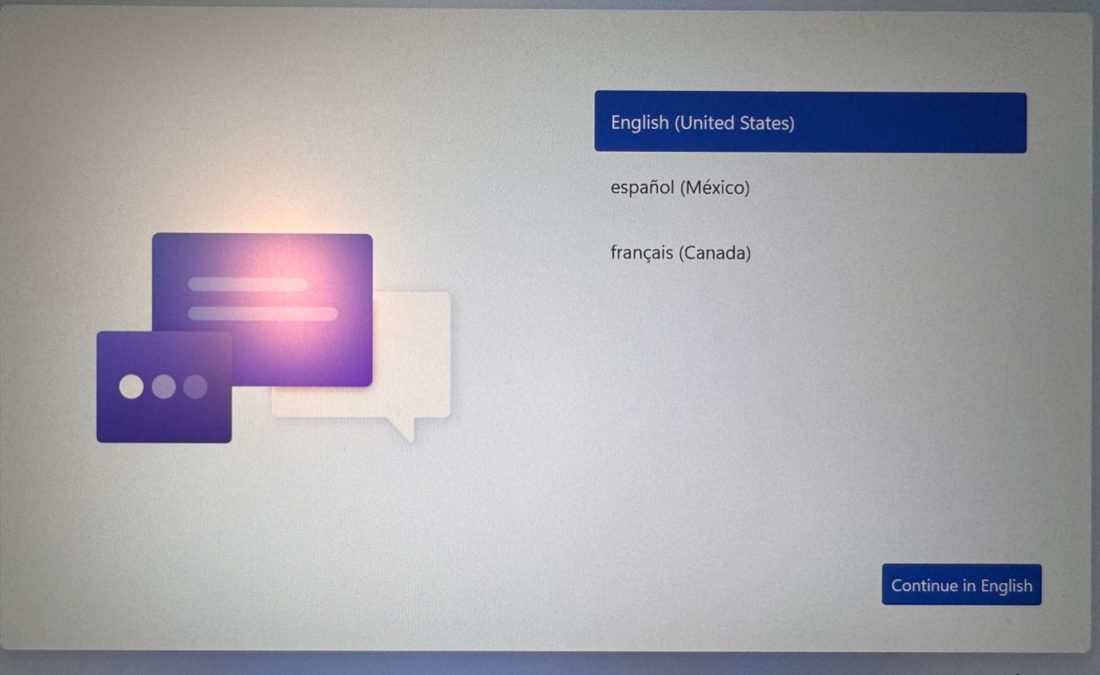 English (United States)
español (México)
français (Canada)
Continue in English